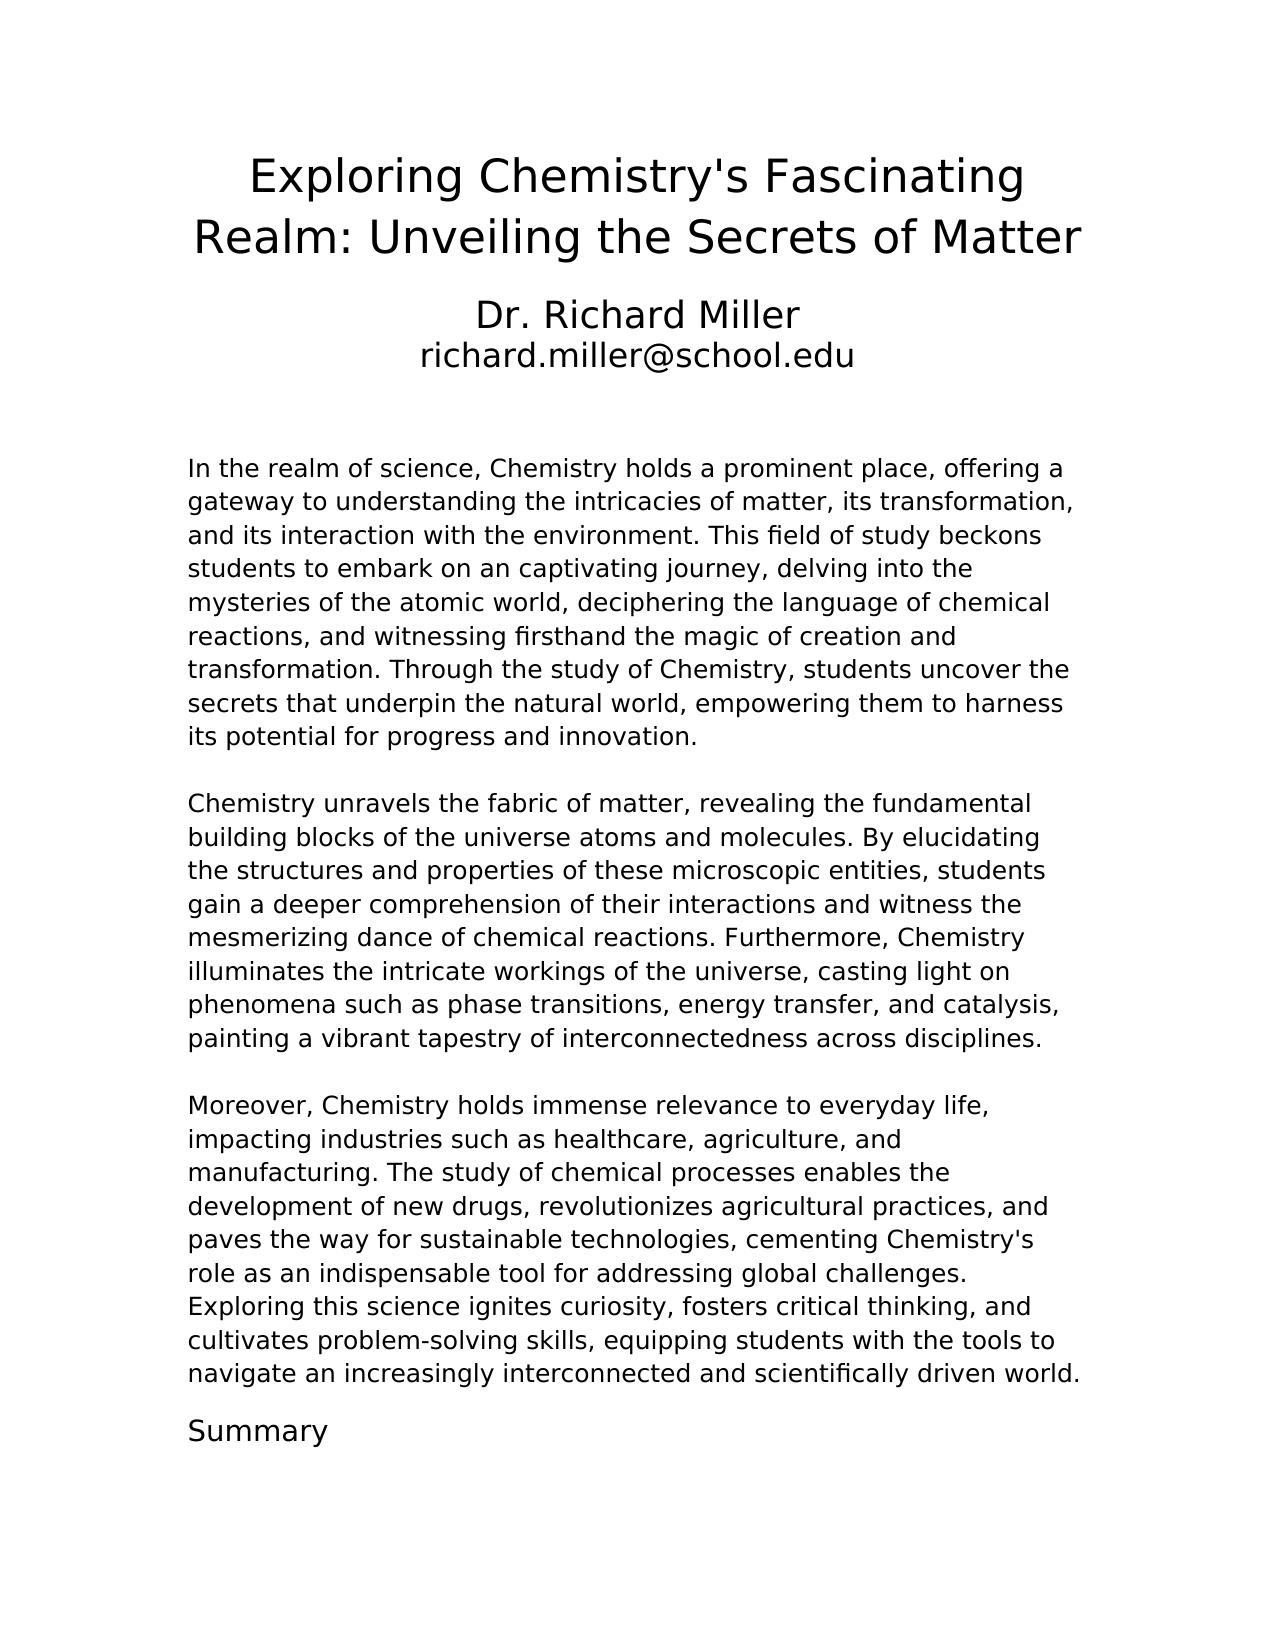 Exploring Chemistry's Fascinating
Realm: Unveiling the Secrets of Matter
Dr. Richard Miller
richard.miller@school.edu
In the realm of science, Chemistry holds a prominent place, offering a
gateway to understanding the intricacies of matter, its transformation,
and its interaction with the environment. This field of study beckons
students to embark on an captivating journey, delving into the
mysteries of the atomic world, deciphering the language of chemical
reactions, and witnessing firsthand the magic of creation and
transformation. Through the study of Chemistry, students uncover the
secrets that underpin the natural world, empowering them to harness
its potential for progress and innovation.
Chemistry unravels the fabric of matter, revealing the fundamental
building blocks of the universe atoms and molecules. By elucidating
the structures and properties of these microscopic entities, students
gain a deeper comprehension of their interactions and witness the
mesmerizing dance of chemical reactions. Furthermore, Chemistry
illuminates the intricate workings of the universe, casting light on
phenomena such as phase transitions, energy transfer, and catalysis,
painting a vibrant tapestry of interconnectedness across disciplines.
Moreover, Chemistry holds immense relevance to everyday life,
impacting industries such as healthcare, agriculture, and
manufacturing. The study of chemical processes enables the
development of new drugs, revolutionizes agricultural practices, and
paves the way for sustainable technologies, cementing Chemistry's
role as an indispensable tool for addressing global challenges.
Exploring this science ignites curiosity, fosters critical thinking, and
cultivates problem-solving skills, equipping students with the tools to
navigate an increasingly interconnected and scientifically driven world.
Summary